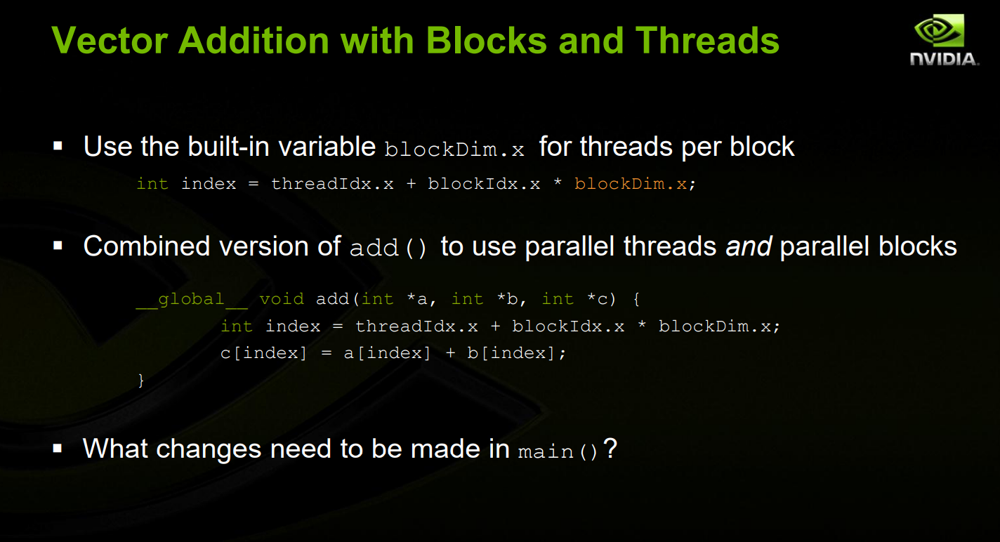 Vector Addition with Blocks and Threads
NVIDIA.
▪ Use the built-in variable blockDim.x for threads per block
int index = threadIdx.x + blockIdx.x * blockDim.x;
▪ Combined version of add() to use parallel threads and parallel blocks
__global__ void add(int *a, int *b, int *c) {
int index = threadIdx.x + blockIdx.x * blockDim.x;
c[index] = a[index] + b[index];
}
▪ What changes need to be made in main()?